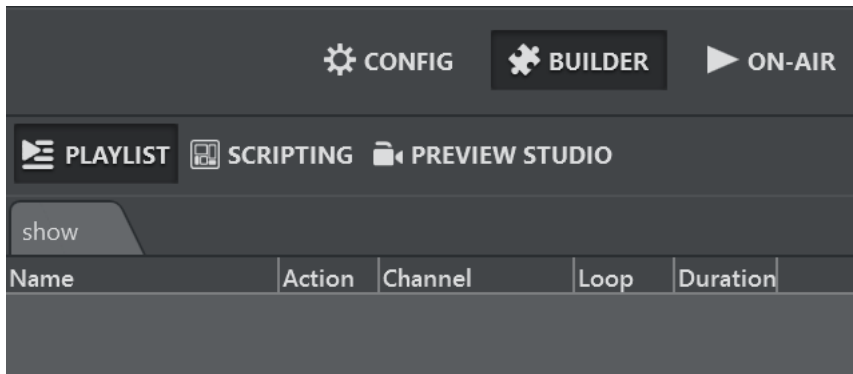 CONFIG BUILDER ON-AIR
PLAYLIST SCRIPTING PREVIEW STUDIO
show
Name Action Channel Loop Duration